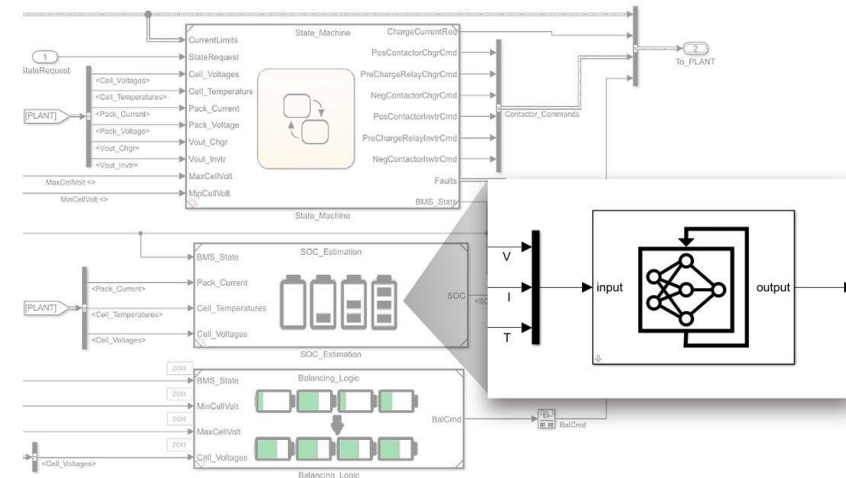 State_Machine
CurrentLimits
StateRequest
Cell_Voltages
Cell_Temperature
Pack_Current
Pack_Voltage
Vout_Chgr
Vout_Invtr
MaxCellVolt
MinCellVolt
ChargeCurrentReq
PosContactorChgrCmd
PreChargeRelayChgrCmd
NegContactorChgrCmd
PosContactorInvtrCmd
PreChargeRelayInvtrCmd
NegContactorInvtrCmd
Faults
BMS_State
State_Machine
1
StateRequest
[PLANT]
<Cell_Voltages>
<Cell_Temperatures>
<Pack_Current>
<Pack_Voltage>
<Vout_Chgr>
<Vout_Invtr>
MaxCellVolt <>
MinCellVolt <>
Contactor_Commands
2
To_PLANT
SOC_Estimation
BMS_State
Pack_Current
Cell_Temperatures
Cell_Voltages
SOC
SOC_Estimation
[PLANT]
<Pack_Current>
<Cell_Temperatures>
<Cell_Voltages>
V
I
T
input
output
ZOH
ZOH
ZOH
ZOH
Balancing_Logic
BMS_State
MinCellVolt
MaxCellVolt
Cell_Voltages
BalCmd
<Cell_Voltages>
BalCmd
Balancing_Logic